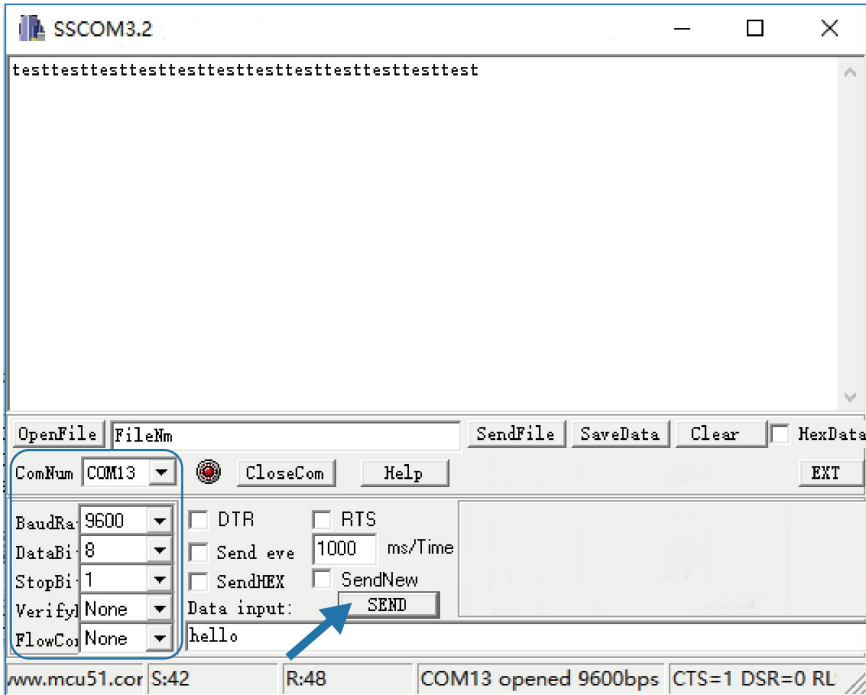 SSCOM3.2
testtesttesttesttesttesttesttesttesttesttesttest
OpenFile FileNm SendFile SaveData Clear HexData
ComNum COM13 CloseCom Help EXT
BaudRa 9600 DTR RTS
DataBi 8 Send eve 1000 ms/Time
StopBi 1 SendHEX SendNew
Verify None Data input: SEND
FlowCo None hello
www.mcu51.cor S:42 R:48 COM13 opened 9600bps CTS=1 DSR=0 RL